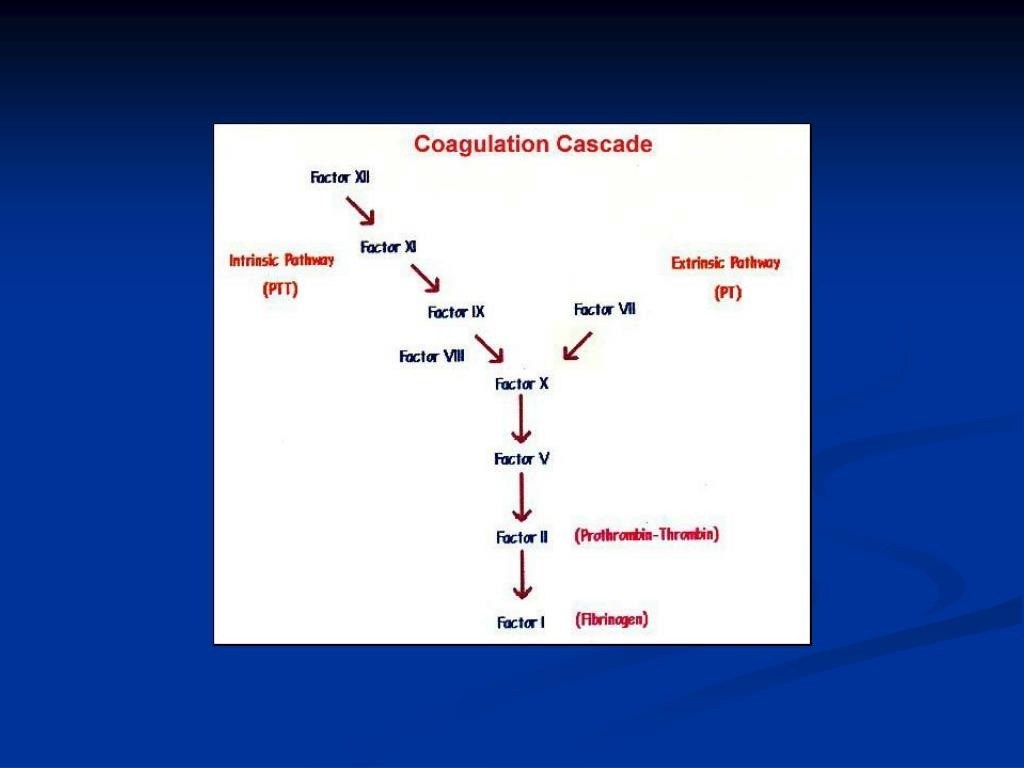 Coagulation Cascade
Factor XII
Factor XI
Intrinsic Pathway
(PTT)
Extrinsic Pathway
(PT)
Factor IX
Factor VII
Factor VIII
Factor X
Factor V
Factor II (Prothrombin-Thrombin)
Factor I (Fibrinogen)